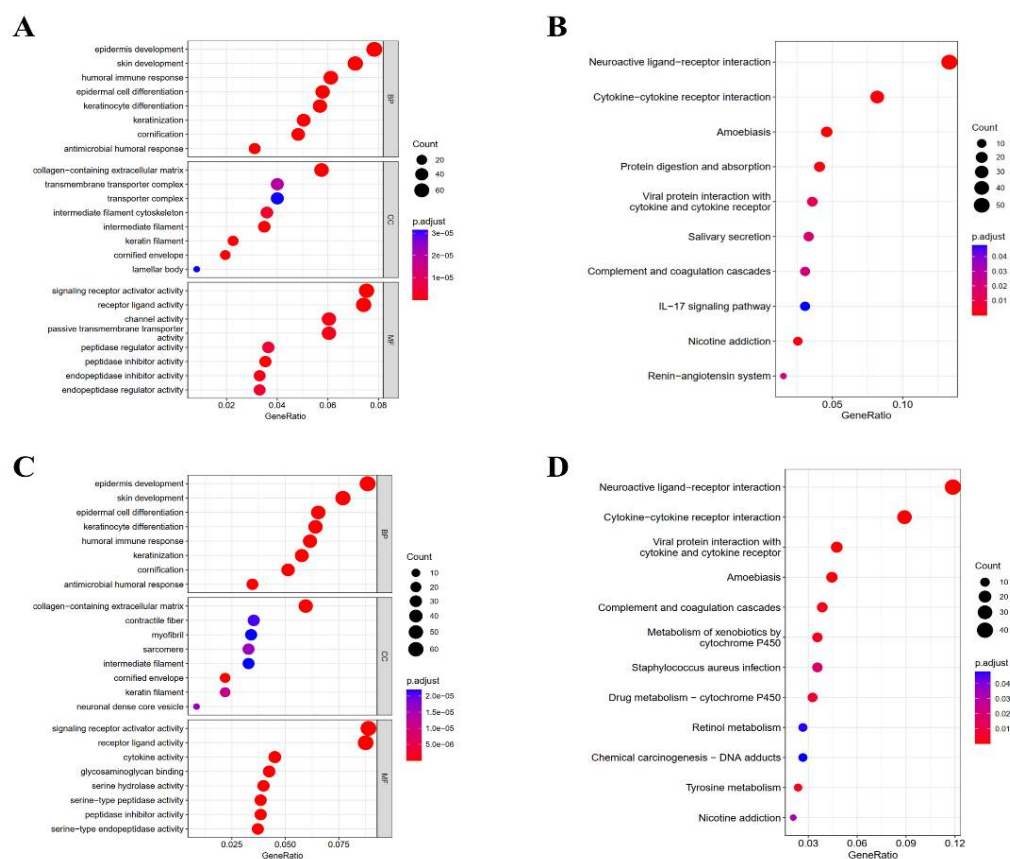 A
epidermis development
skin development
humoral immune response
epidermal cell differentiation
keratinocyte differentiation
keratinization
cornification
antimicrobial humoral response
BP
collagen−containing extracellular matrix
transmembrane transporter complex
transporter complex
intermediate filament cytoskeleton
intermediate filament
keratin filament
cornified envelope
lamellar body
CC
signaling receptor activator activity
receptor ligand activity
channel activity
passive transmembrane transporter
activity
peptidase regulator activity
peptidase inhibitor activity
endopeptidase inhibitor activity
endopeptidase regulator activity
MF
0.02 0.04 0.06 0.08
GeneRatio
Count
20
40
60
p.adjust
3e−05
2e−05
1e−05
B
Neuroactive ligand−receptor interaction
Cytokine−cytokine receptor interaction
Amoebiasis
Protein digestion and absorption
Viral protein interaction with
cytokine and cytokine receptor
Salivary secretion
Complement and coagulation cascades
IL−17 signaling pathway
Nicotine addiction
Renin−angiotensin system
0.05 0.10
GeneRatio
Count
10
20
30
40
50
p.adjust
0.04
0.03
0.02
0.01
C
epidermis development
skin development
epidermal cell differentiation
keratinocyte differentiation
humoral immune response
keratinization
cornification
antimicrobial humoral response
BP
collagen−containing extracellular matrix
contractile fiber
myofibril
sarcomere
intermediate filament
cornified envelope
keratin filament
neuronal dense core vesicle
CC
signaling receptor activator activity
receptor ligand activity
cytokine activity
glycosaminoglycan binding
serine hydrolase activity
serine−type peptidase activity
peptidase inhibitor activity
serine−type endopeptidase activity
MF
0.025 0.050 0.075
GeneRatio
Count
10
20
30
40
50
60
p.adjust
2.0e−05
1.5e−05
1.0e−05
5.0e−06
D
Neuroactive ligand−receptor interaction
Cytokine−cytokine receptor interaction
Viral protein interaction with
cytokine and cytokine receptor
Amoebiasis
Complement and coagulation cascades
Metabolism of xenobiotics by
cytochrome P450
Staphylococcus aureus infection
Drug metabolism − cytochrome P450
Retinol metabolism
Chemical carcinogenesis − DNA adducts
Tyrosine metabolism
Nicotine addiction
0.03 0.06 0.09 0.12
GeneRatio
Count
10
20
30
40
p.adjust
0.04
0.03
0.02
0.01